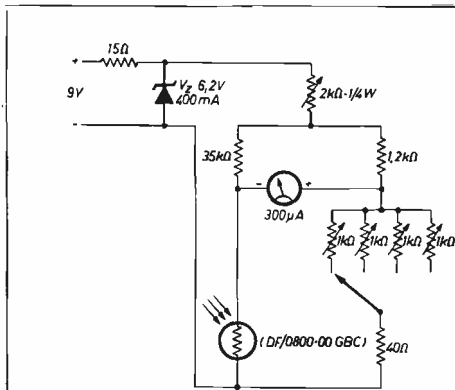 15Ω
+
9V
-
V_Z 6,2V
400mA
2kΩ-1/4W
35kΩ
1,2kΩ
- +
300µA
1kΩ 1kΩ 1kΩ 1kΩ
(DF/0800-00 GBC)
40Ω